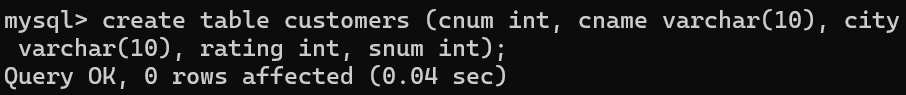 mysql> create table customers (cnum int, cname varchar(10), city
 varchar(10), rating int, snum int);
Query OK, 0 rows affected (0.04 sec)